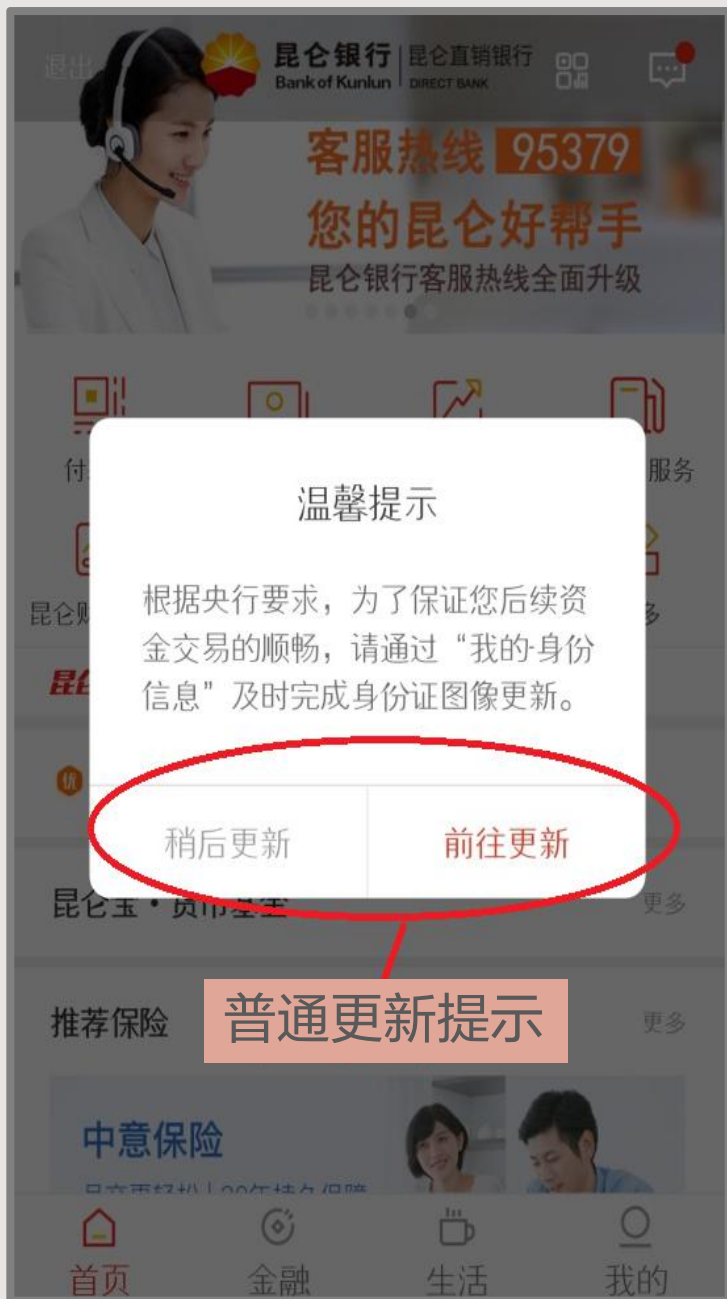 退出
昆仑银行
昆仑直销银行
Bank of Kunlun
DIRECT BANK
客服热线 95379
您的昆仑好帮手
昆仑银行客服热线全面升级
付
服务
温馨提示
昆仑
多
根据央行要求，为了保证您后续资
金交易的顺畅，请通过“我的-身份
信息”及时完成身份证图像更新。
优
稍后更新
前往更新
昆仑宝·货币基金
更多
普通更新提示
推荐保险
更多
中意保险
首页
金融
生活
我的